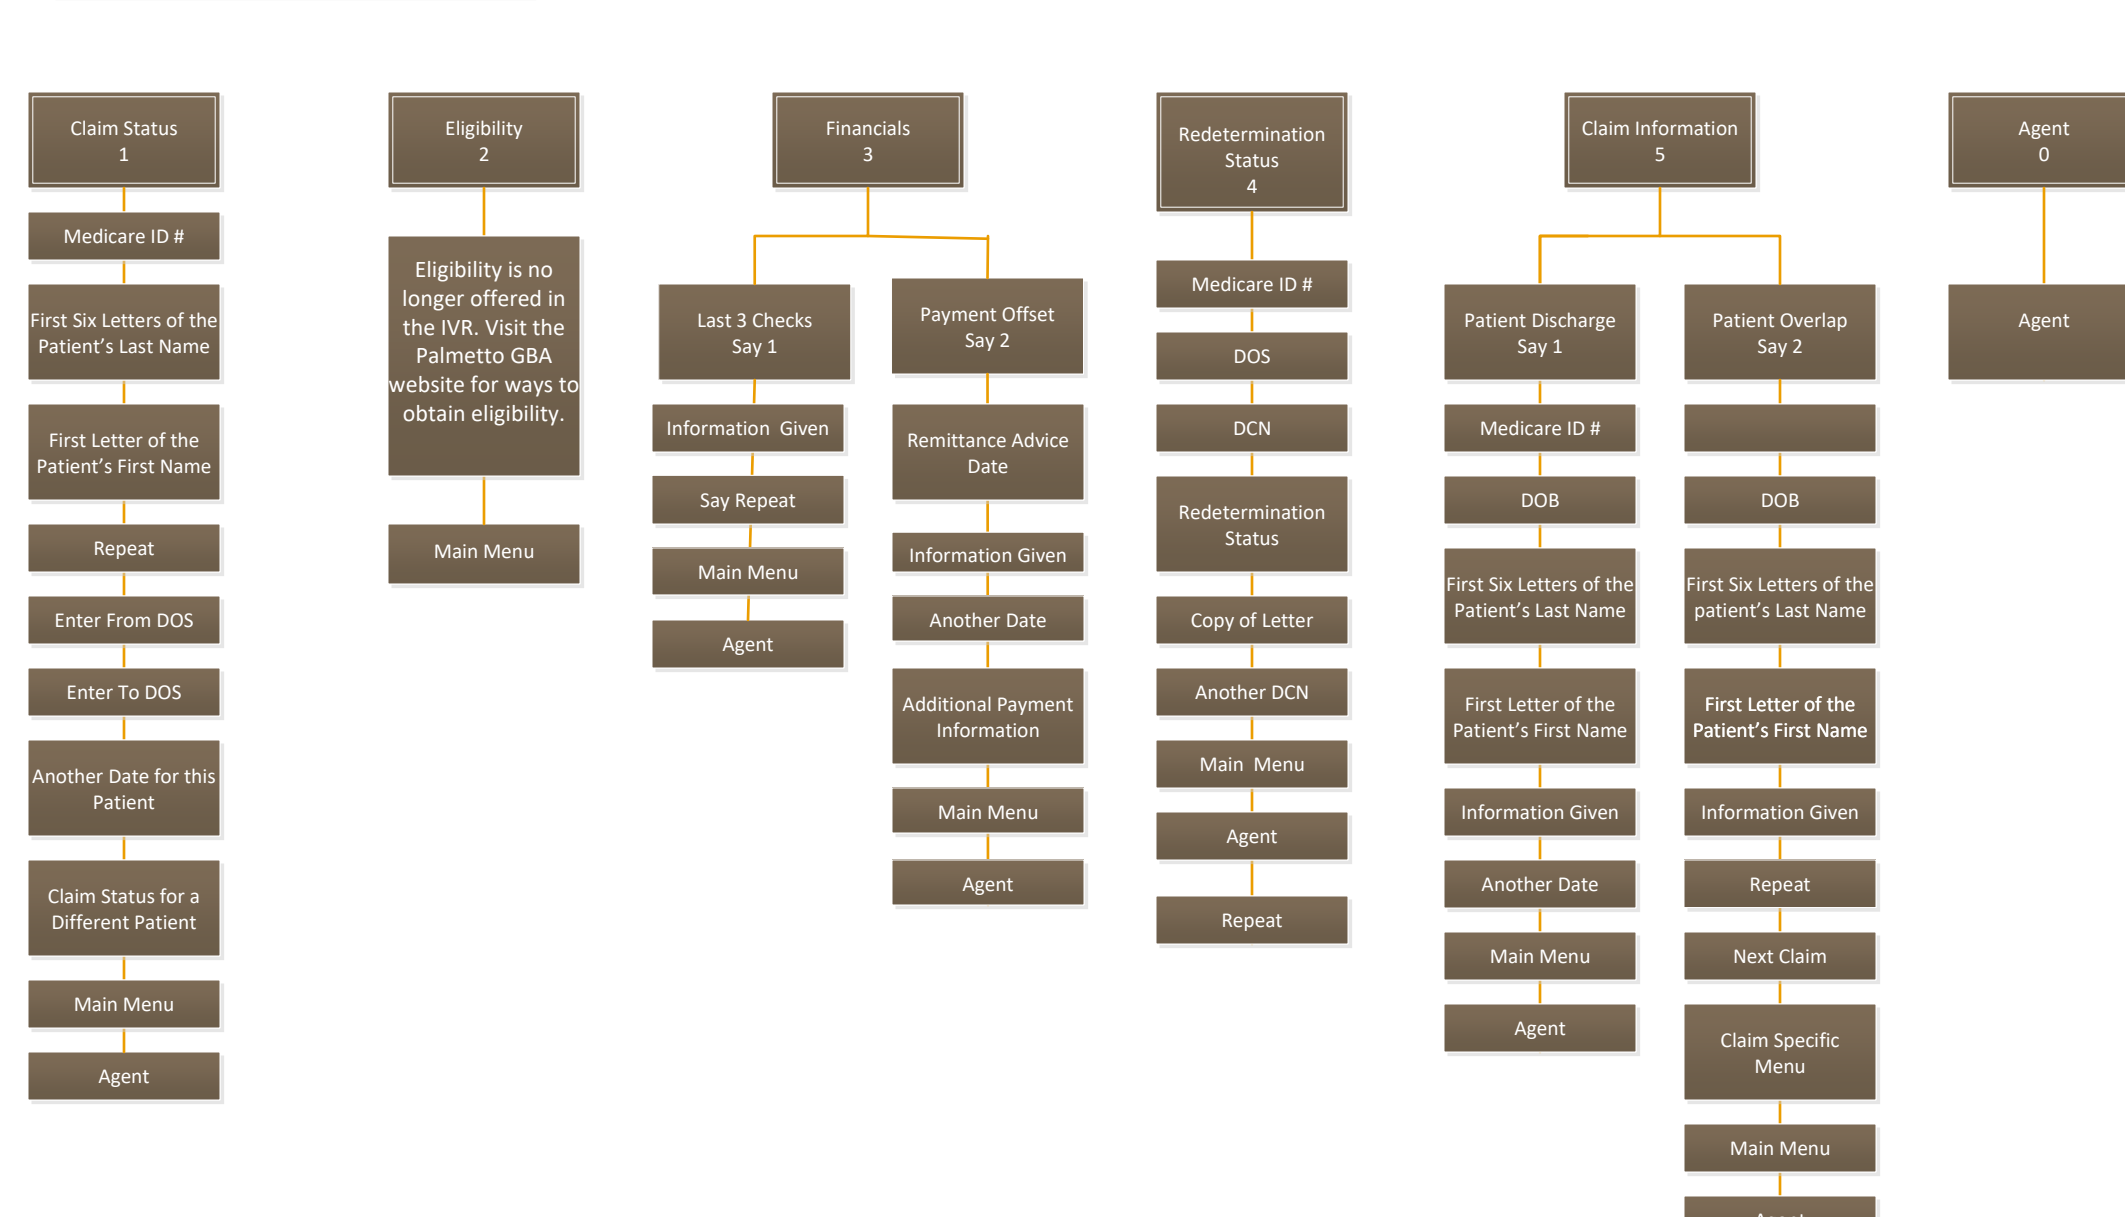 Claim Status
1
Medicare ID #
First Six Letters of the
Patient’s Last Name
First Letter of the
Patient’s First Name
Repeat
Enter From DOS
Enter To DOS
Another Date for this
Patient
Claim Status for a
Different Patient
Main Menu
Agent
Eligibility
2
Eligibility is no
longer offered in
the IVR. Visit the
Palmetto GBA
website for ways to
obtain eligibility.
Main Menu
Financials
3
Last 3 Checks
Say 1
Information Given
Say Repeat
Main Menu
Agent
Payment Offset
Say 2
Remittance Advice
Date
Information Given
Another Date
Additional Payment
Information
Main Menu
Agent
Redetermination
Status
4
Medicare ID #
DOS
DCN
Redetermination
Status
Copy of Letter
Another DCN
Main Menu
Agent
Repeat
Claim Information
5
Patient Discharge
Say 1
Medicare ID #
DOB
First Six Letters of the
Patient’s Last Name
First Letter of the
Patient’s First Name
Information Given
Another Date
Main Menu
Agent
Patient Overlap
Say 2
DOB
First Six Letters of the
patient’s Last Name
First Letter of the
Patient’s First Name
Information Given
Repeat
Next Claim
Claim Specific
Menu
Main Menu
Agent
0
Agent